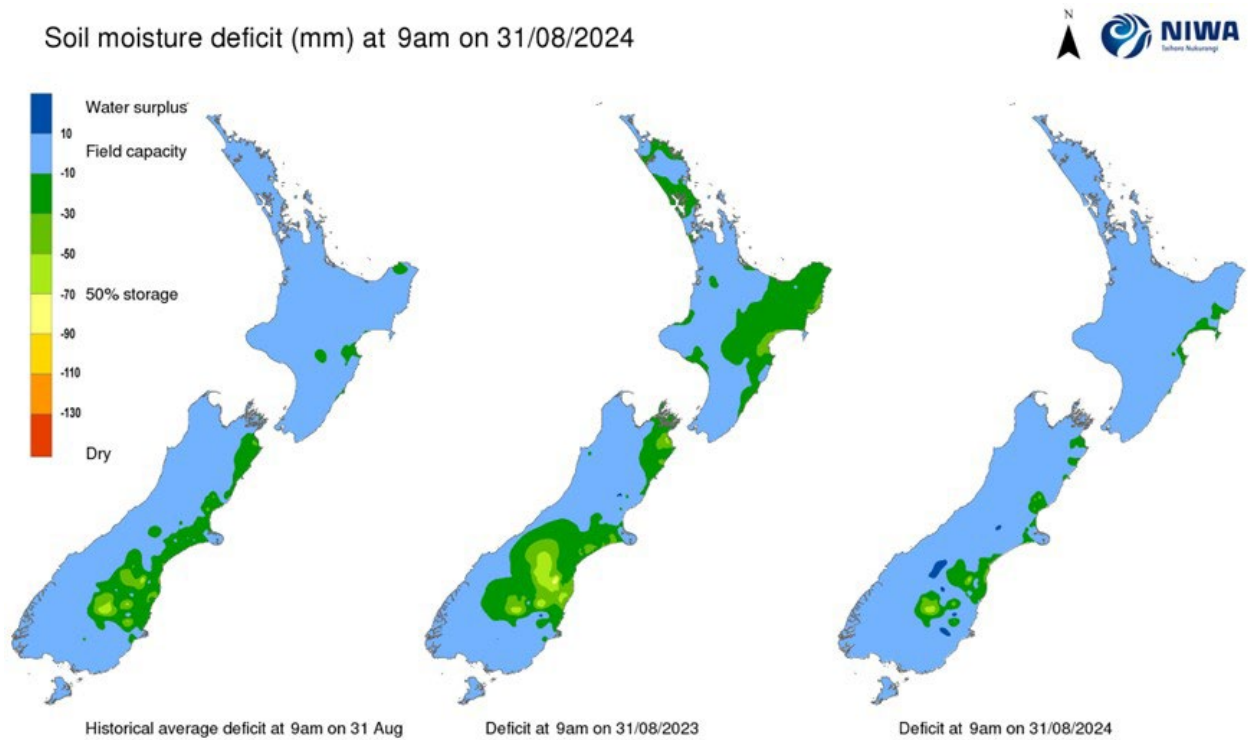 Soil moisture deficit (mm) at 9am on 31/08/2024
N
NIWA
Taihoro Nukurangi
Water surplus
10
Field capacity
-10
-30
-50
-70
50% storage
-90
-110
-130
Dry
Historical average deficit at 9am on 31 Aug
Deficit at 9am on 31/08/2023
Deficit at 9am on 31/08/2024